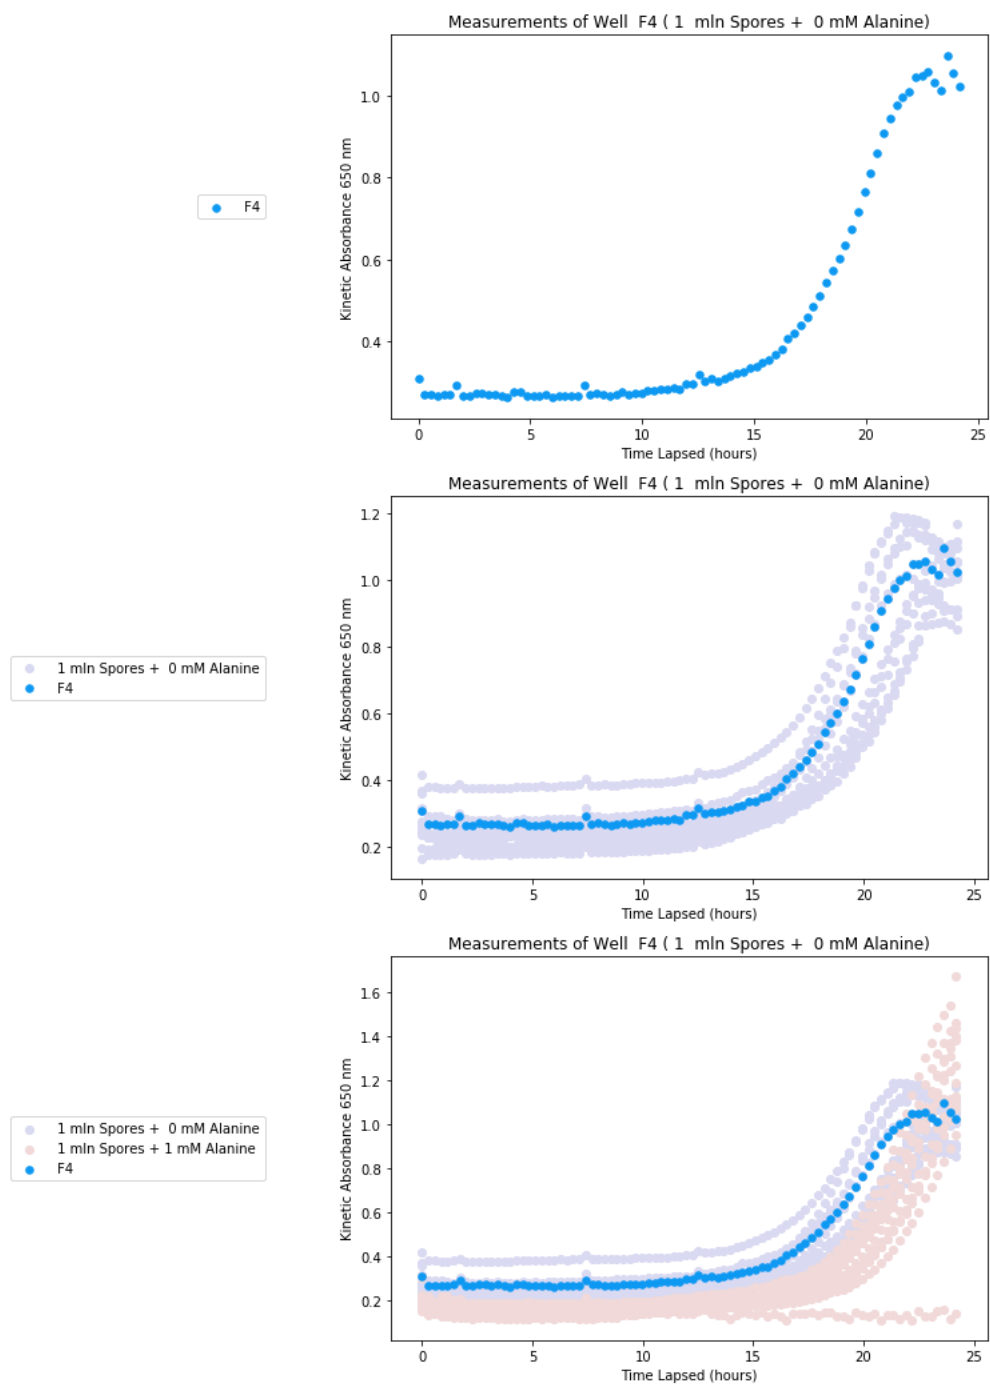 Measurements of Well F4 ( 1 mln Spores + 0 mM Alanine)
1.0
0.8
0.6
0.4
Kinetic Absorbance 650 nm
F4
0 5 10 15 20 25
Time Lapsed (hours)
Measurements of Well F4 ( 1 mln Spores + 0 mM Alanine)
1.2
1.0
0.8
0.6
0.4
0.2
Kinetic Absorbance 650 nm
1 mln Spores + 0 mM Alanine
F4
0 5 10 15 20 25
Time Lapsed (hours)
Measurements of Well F4 ( 1 mln Spores + 0 mM Alanine)
1.6
1.4
1.2
1.0
0.8
0.6
0.4
0.2
Kinetic Absorbance 650 nm
1 mln Spores + 0 mM Alanine
1 mln Spores + 1 mM Alanine
F4
0 5 10 15 20 25
Time Lapsed (hours)